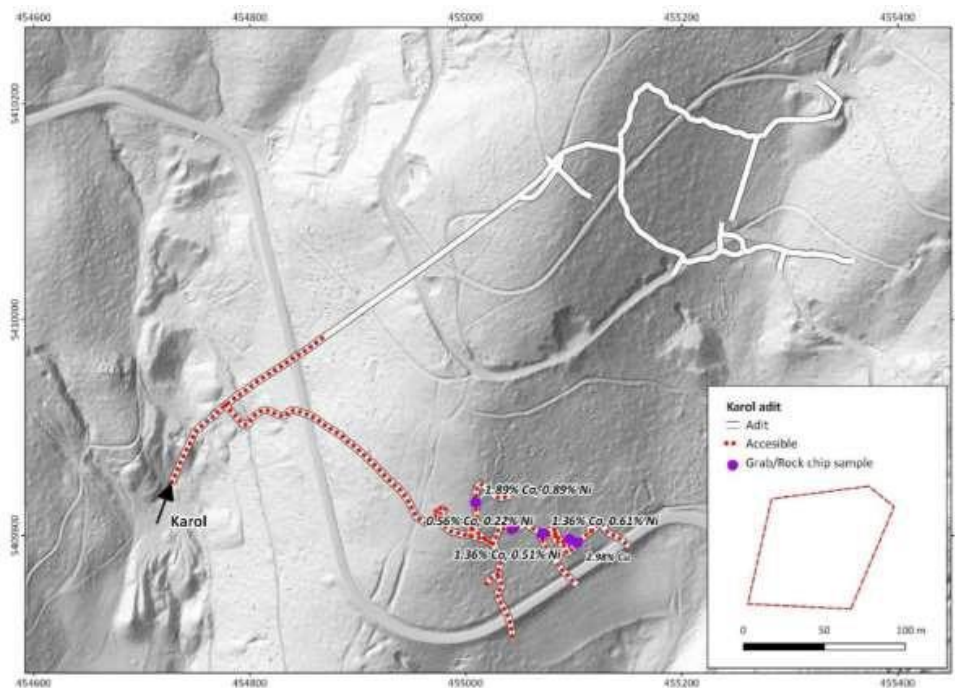 454600 454800 455000 455200 455400
5410200
5410200
5409800
Karol
1.89% Co, 0.89% Ni
0.56% Co, 0.22% Ni
1.36% Co, 0.61% Ni
1.36% Co, 0.51% Ni
2.98% Co
Karol adit
Adit
Accesible
Grab/Rock chip sample
0 50 100 m
454600 454800 455000 455200 455400